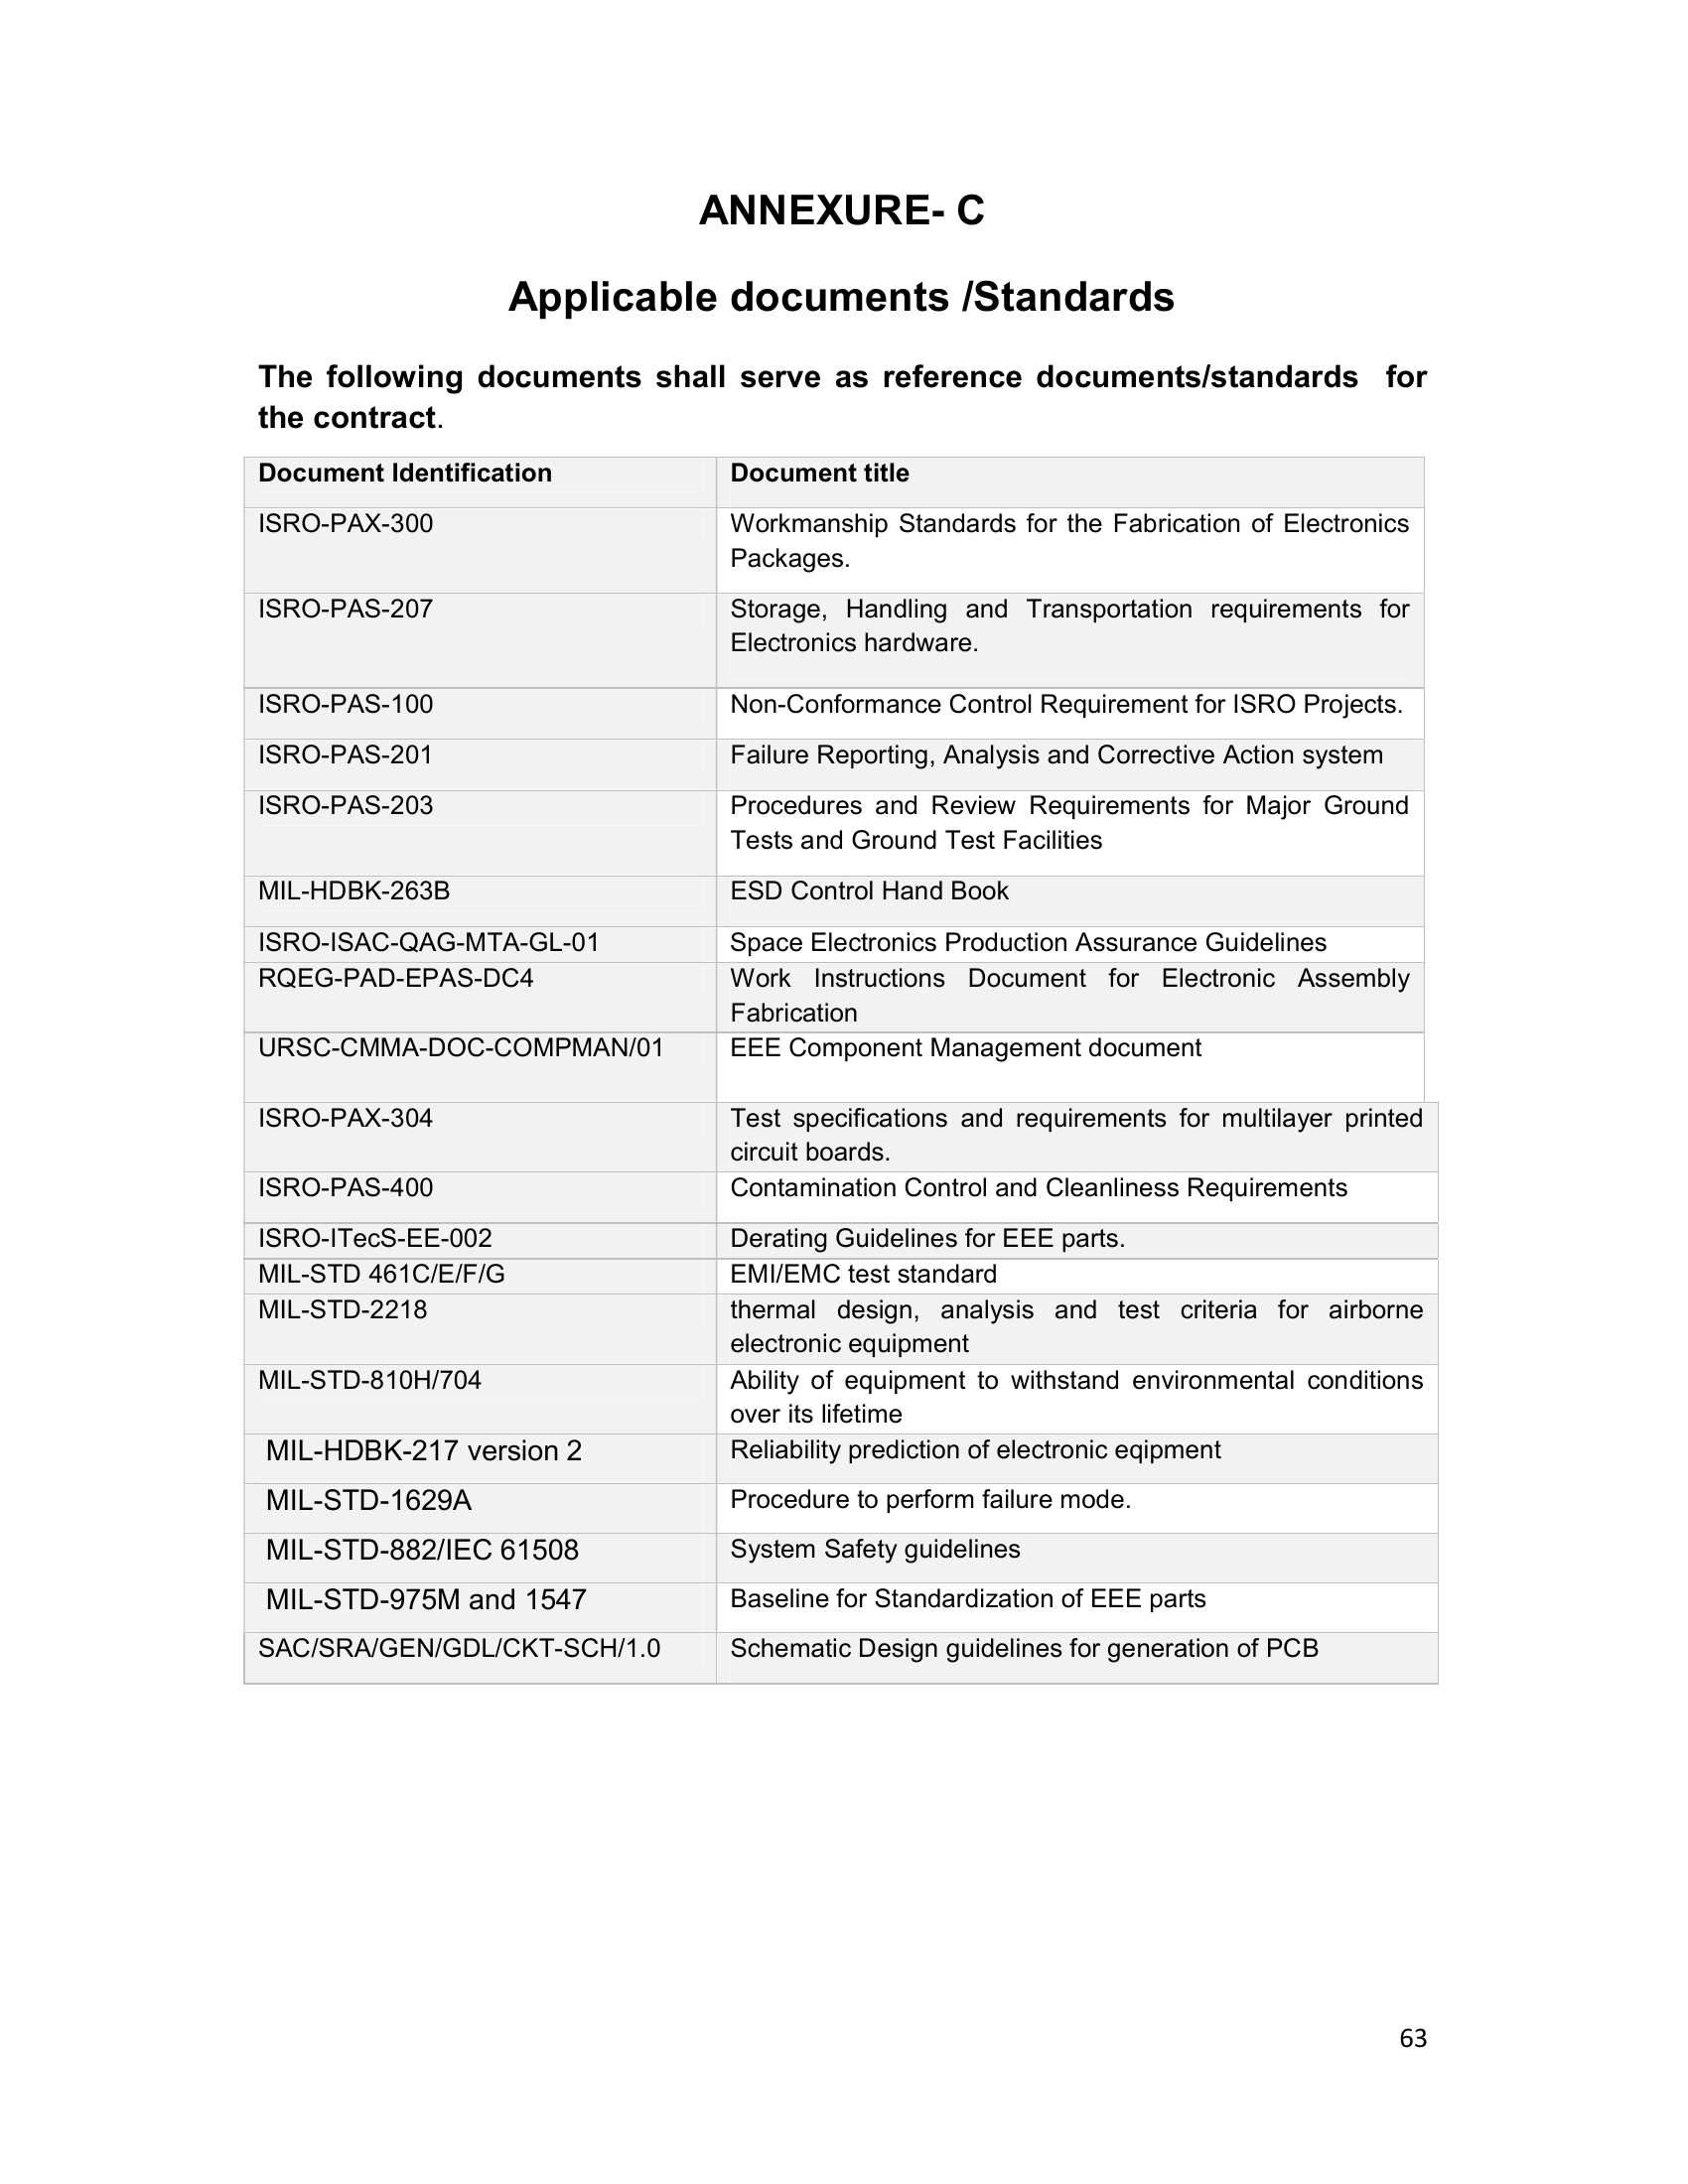 ANNEXURE- C
Applicable documents /Standards
The following documents shall serve as reference documents/standards for
the contract.
Document Identification Document title
ISRO-PAX-300 Workmanship Standards for the Fabrication of Electronics
Packages.
ISRO-PAS-207 Storage, Handling and Transportation requirements for
Electronics hardware.
ISRO-PAS-100 Non-Conformance Control Requirement for ISRO Projects.
ISRO-PAS-201 Failure Reporting, Analysis and Corrective Action system
ISRO-PAS-203 Procedures and Review Requirements for Major Ground
Tests and Ground Test Facilities
MIL-HDBK-263B ESD Control Hand Book
ISRO-ISAC-QAG-MTA-GL-01 Space Electronics Production Assurance Guidelines
RQEG-PAD-EPAS-DC4 Work Instructions Document for Electronic Assembly
Fabrication
URSC-CMMA-DOC-COMPMAN/01 EEE Component Management document
ISRO-PAX-304 Test specifications and requirements for multilayer printed
circuit boards.
ISRO-PAS-400 Contamination Control and Cleanliness Requirements
ISRO-ITecS-EE-002 Derating Guidelines for EEE parts.
MIL-STD 461C/E/F/G EMI/EMC test standard
MIL-STD-2218 thermal design, analysis and test criteria for airborne
electronic equipment
MIL-STD-810H/704 Ability of equipment to withstand environmental conditions
over its lifetime
MIL-HDBK-217 version 2 Reliability prediction of electronic eqipment
MIL-STD-1629A Procedure to perform failure mode.
MIL-STD-882/IEC 61508 System Safety guidelines
MIL-STD-975M and 1547 Baseline for Standardization of EEE parts
SAC/SRA/GEN/GDL/CKT-SCH/1.0 Schematic Design guidelines for generation of PCB
63